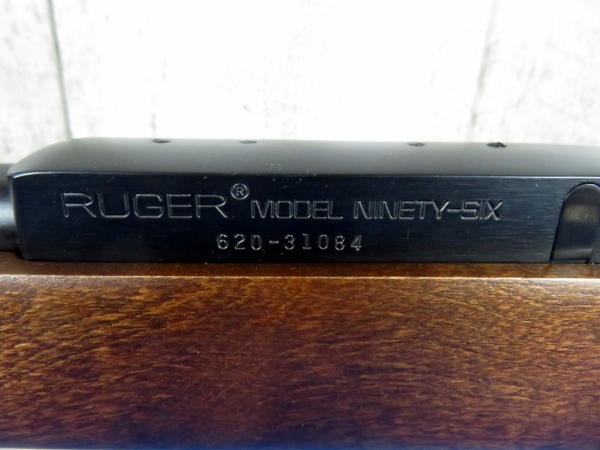 RUGER® MODEL NINETY-SIX
620-31084